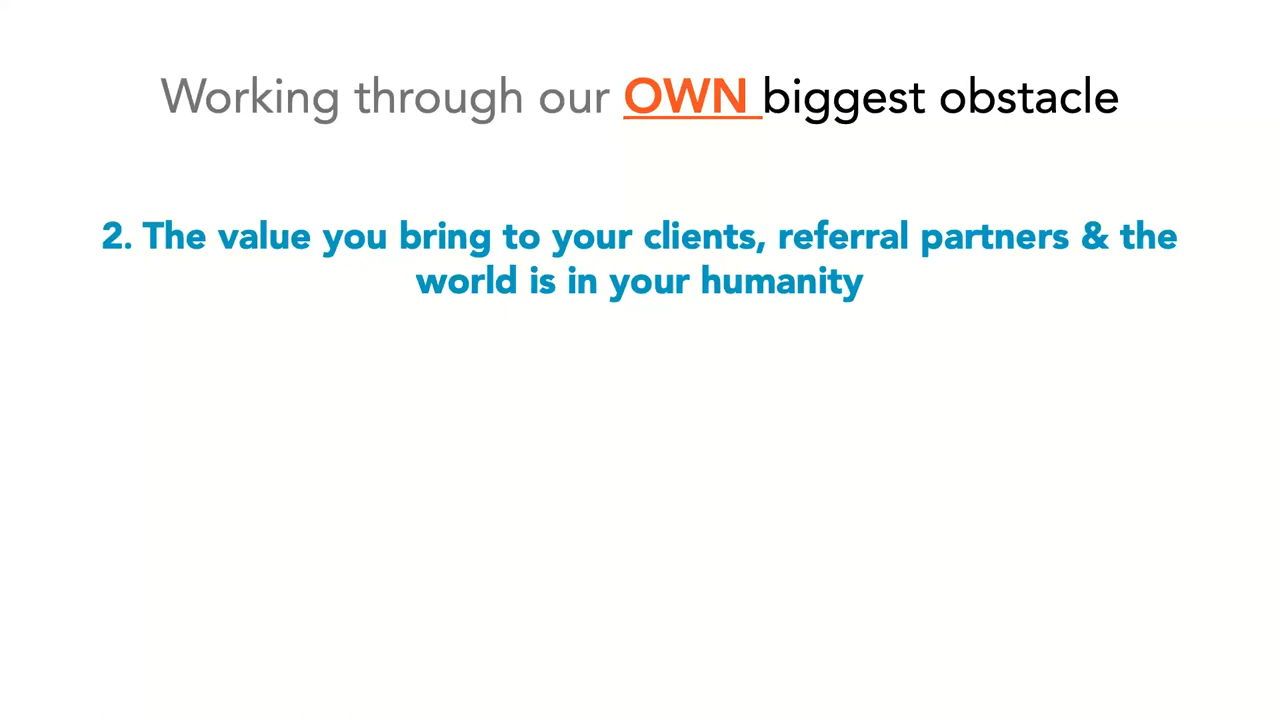 Working through our OWN biggest obstacle
2. The value you bring to your clients, referral partners & the
world is in your humanity